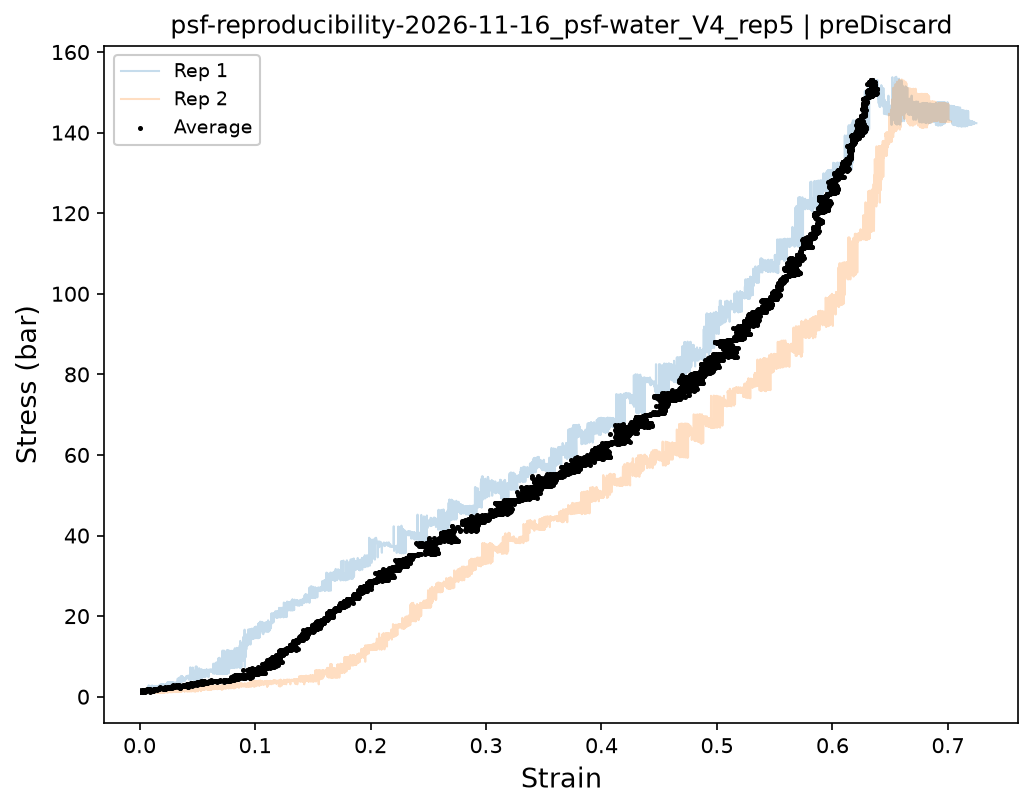 psf-reproducibility-2026-11-16_psf-water_V4_rep5 | preDiscard
Rep 1
Rep 2
Average
Stress (bar)
160
140
120
100
80
60
40
20
0
0.0 0.1 0.2 0.3 0.4 0.5 0.6 0.7
Strain